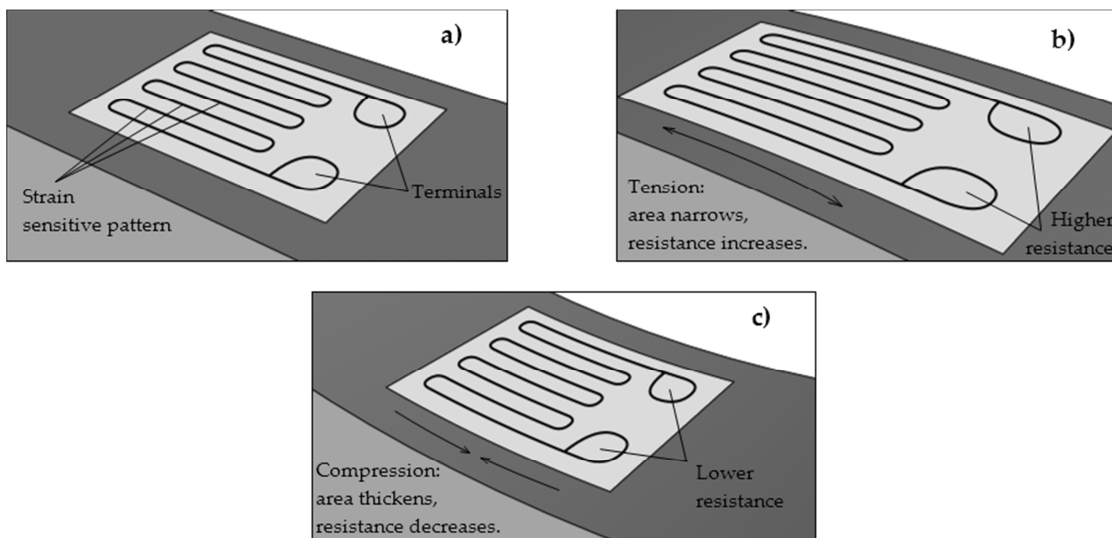 a)
Strain
sensitive pattern
Terminals
b)
Tension:
area narrows,
resistance increases.
Higher
resistance
c)
Compression:
area thickens,
resistance decreases.
Lower
resistance